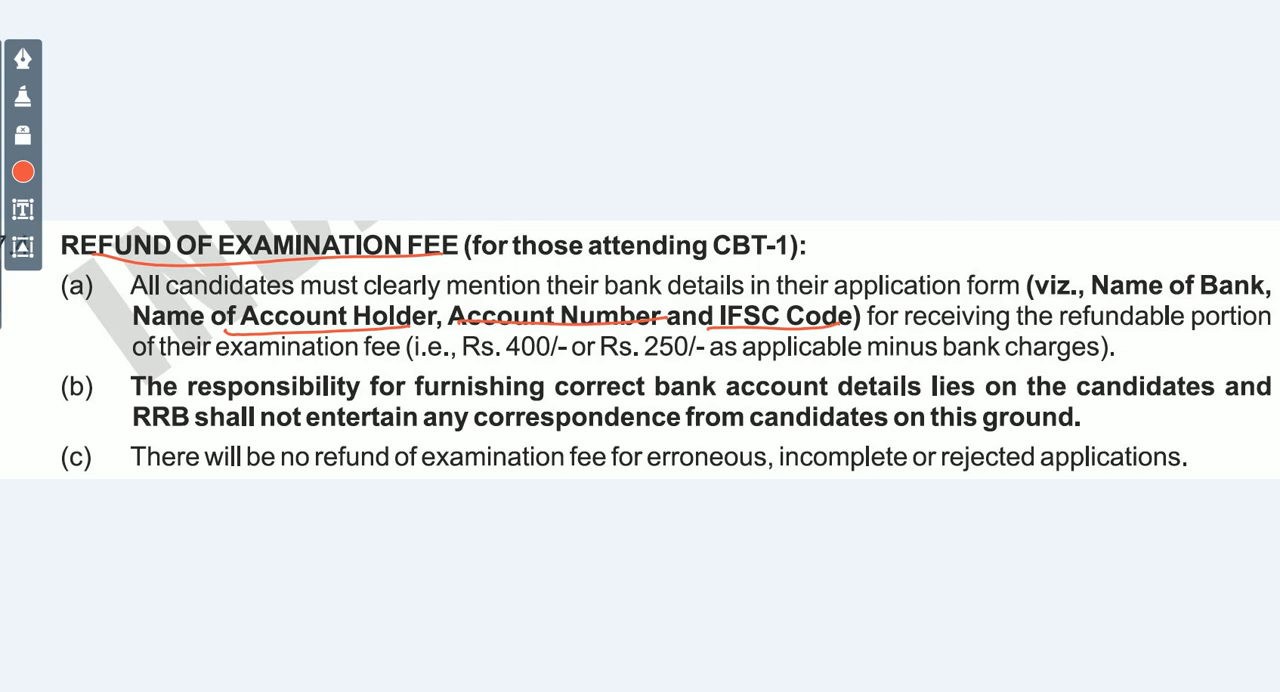 REFUND OF EXAMINATION FEE (for those attending CBT-1):
(a) All candidates must clearly mention their bank details in their application form (viz., Name of Bank,
Name of Account Holder, Account Number and IFSC Code) for receiving the refundable portion
of their examination fee (i.e., Rs. 400/- or Rs. 250/- as applicable minus bank charges).
(b) The responsibility for furnishing correct bank account details lies on the candidates and
RRB shall not entertain any correspondence from candidates on this ground.
(c) There will be no refund of examination fee for erroneous, incomplete or rejected applications.